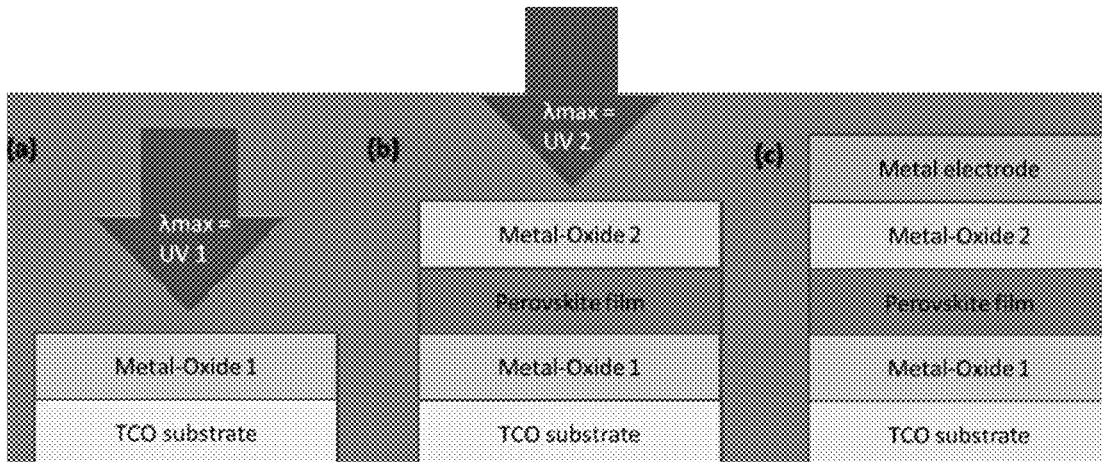 (a)
λmax =
UV 1
Metal-Oxide 1
TCO substrate
(b)
λmax =
UV 2
Metal-Oxide 2
Perovskite film
Metal-Oxide 1
TCO substrate
(c)
Metal electrode
Metal-Oxide 2
Perovskite film
Metal-Oxide 1
TCO substrate